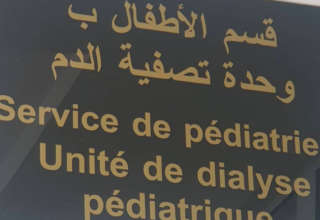 قسم الأطفال ب
وحدة تصفية الدم
Service de pédiatrie
Unité de dialyse
pédiatrique